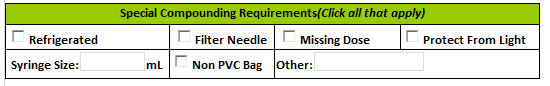 Special Compounding Requirements(Click all that apply)
Refrigerated Filter Needle Missing Dose Protect From Light
Syringe Size: mL Non PVC Bag Other: